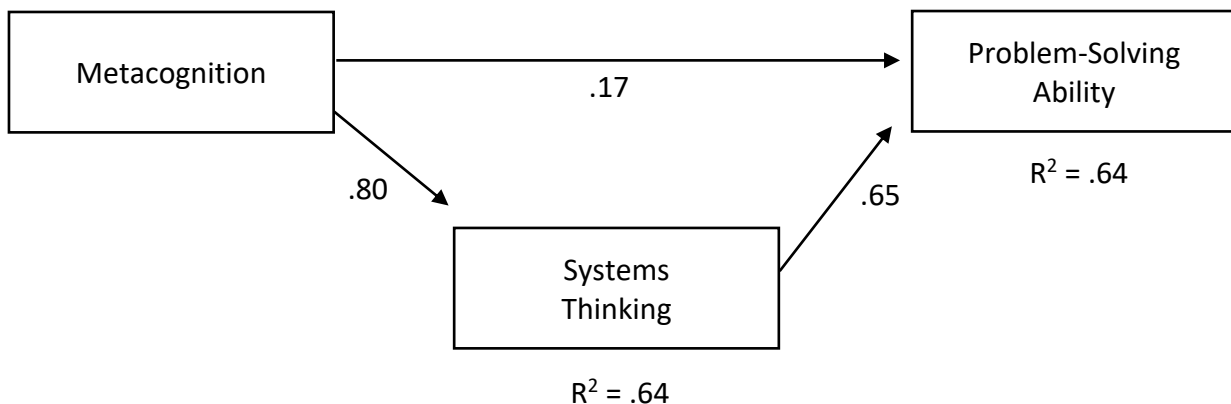 Metacognition
Problem-Solving
Ability
.17
R² = .64
.80
.65
Systems
Thinking
R² = .64